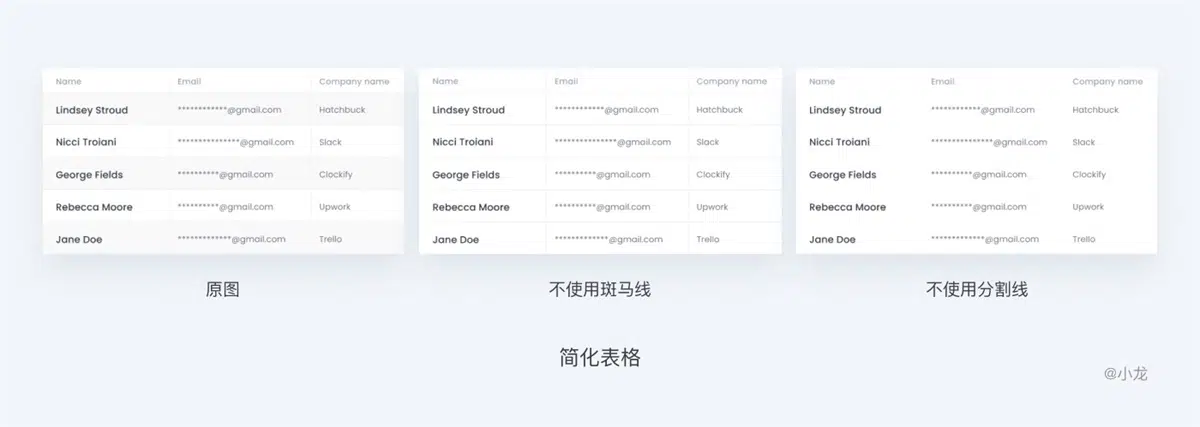 Name Email Company name
Lindsey Stroud ************@gmail.com Hatchbuck
Nicci Troiani ***************@gmail.com Slack
George Fields **********@gmail.com Clockify
Rebecca Moore **********@gmail.com Upwork
Jane Doe *************@gmail.com Trello
原图
Name Email Company name
Lindsey Stroud ************@gmail.com Hatchbuck
Nicci Troiani ***************@gmail.com Slack
George Fields **********@gmail.com Clockify
Rebecca Moore **********@gmail.com Upwork
Jane Doe *************@gmail.com Trello
不使用斑马线
Name Email Company name
Lindsey Stroud ************@gmail.com Hatchbuck
Nicci Troiani ***************@gmail.com Slack
George Fields **********@gmail.com Clockify
Rebecca Moore **********@gmail.com Upwork
Jane Doe *************@gmail.com Trello
不使用分割线
简化表格
@小龙